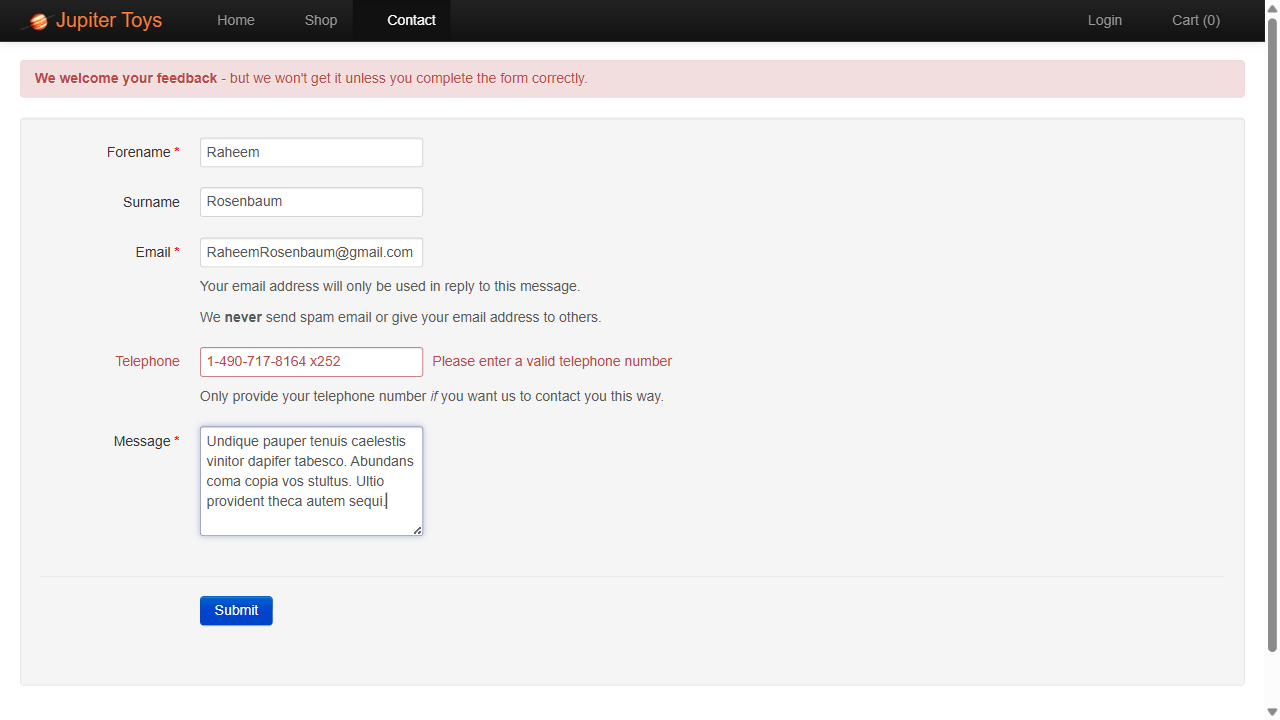 Jupiter Toys Home Shop Contact Login Cart (0)
We welcome your feedback - but we won't get it unless you complete the form correctly.
Forename * Raheem
Surname Rosenbaum
Email * RaheemRosenbaum@gmail.com
Your email address will only be used in reply to this message.
We never send spam email or give your email address to others.
Telephone 1-490-717-8164 x252 Please enter a valid telephone number
Only provide your telephone number if you want us to contact you this way.
Message * Undique pauper tenuis caelestis
vinitor dapifer tabesco. Abundans
coma copia vos stultus. Ultio
provident theca autem sequi.
Submit